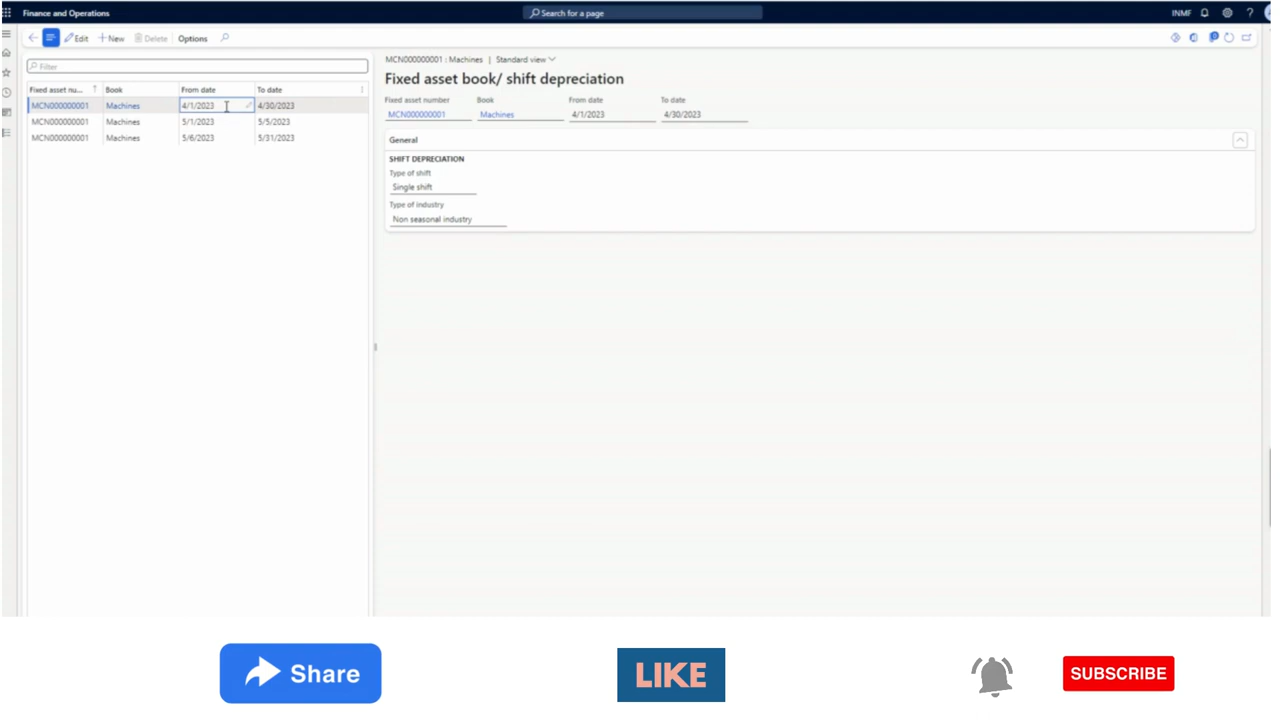 Finance and Operations
Search for a page
INMF
?
Edit
New
Delete
Options
Filter
Fixed asset nu... Book From date To date
MCN000000001 Machines 4/1/2023 4/30/2023
MCN000000001 Machines 5/1/2023 5/5/2023
MCN000000001 Machines 5/6/2023 5/31/2023
MCN000000001 : Machines | Standard view
Fixed asset book/ shift depreciation
Fixed asset number Book From date To date
MCN000000001 Machines 4/1/2023 4/30/2023
General
SHIFT DEPRECIATION
Type of shift
Single shift
Type of industry
Non seasonal industry
Share
LIKE
SUBSCRIBE